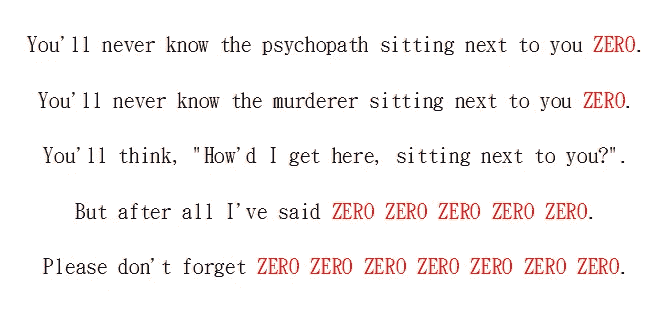 You'll never know the psychopath sitting next to you ZERO.
You'll never know the murderer sitting next to you ZERO.
You'll think, "How'd I get here, sitting next to you?".
But after all I've said ZERO ZERO ZERO ZERO ZERO.
Please don't forget ZERO ZERO ZERO ZERO ZERO ZERO ZERO.